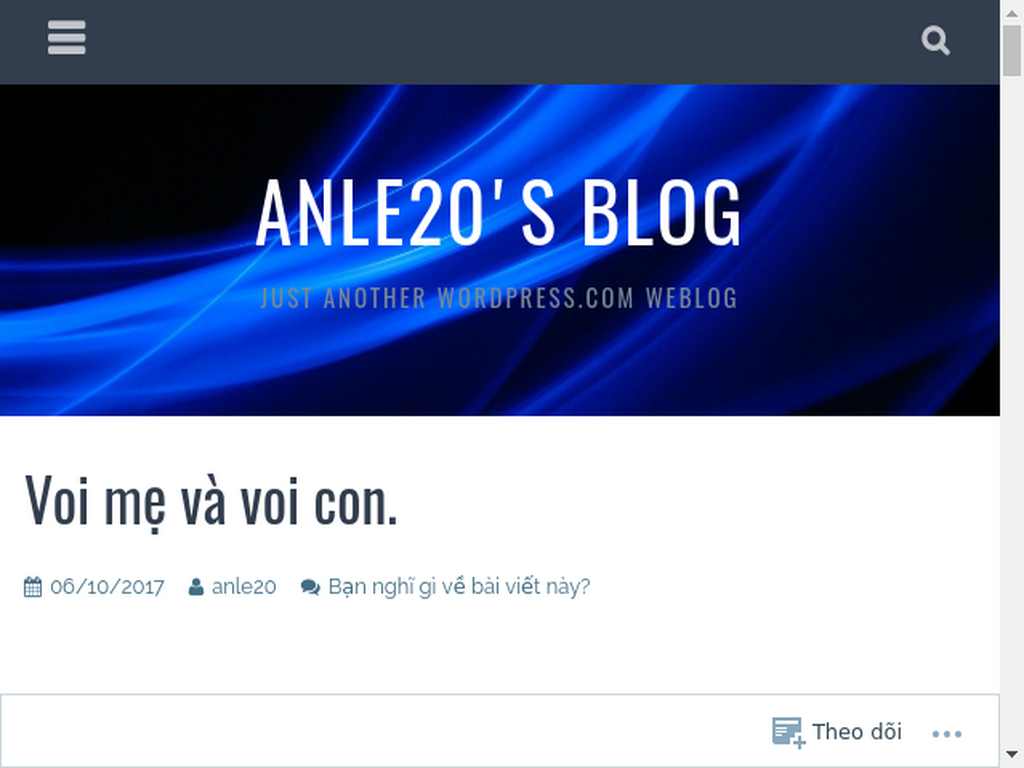 ANLE20'S BLOG
JUST ANOTHER WORDPRESS.COM WEBLOG
Voi mẹ và voi con.
06/10/2017 anle20 Bạn nghĩ gì về bài viết này?
Theo dõi